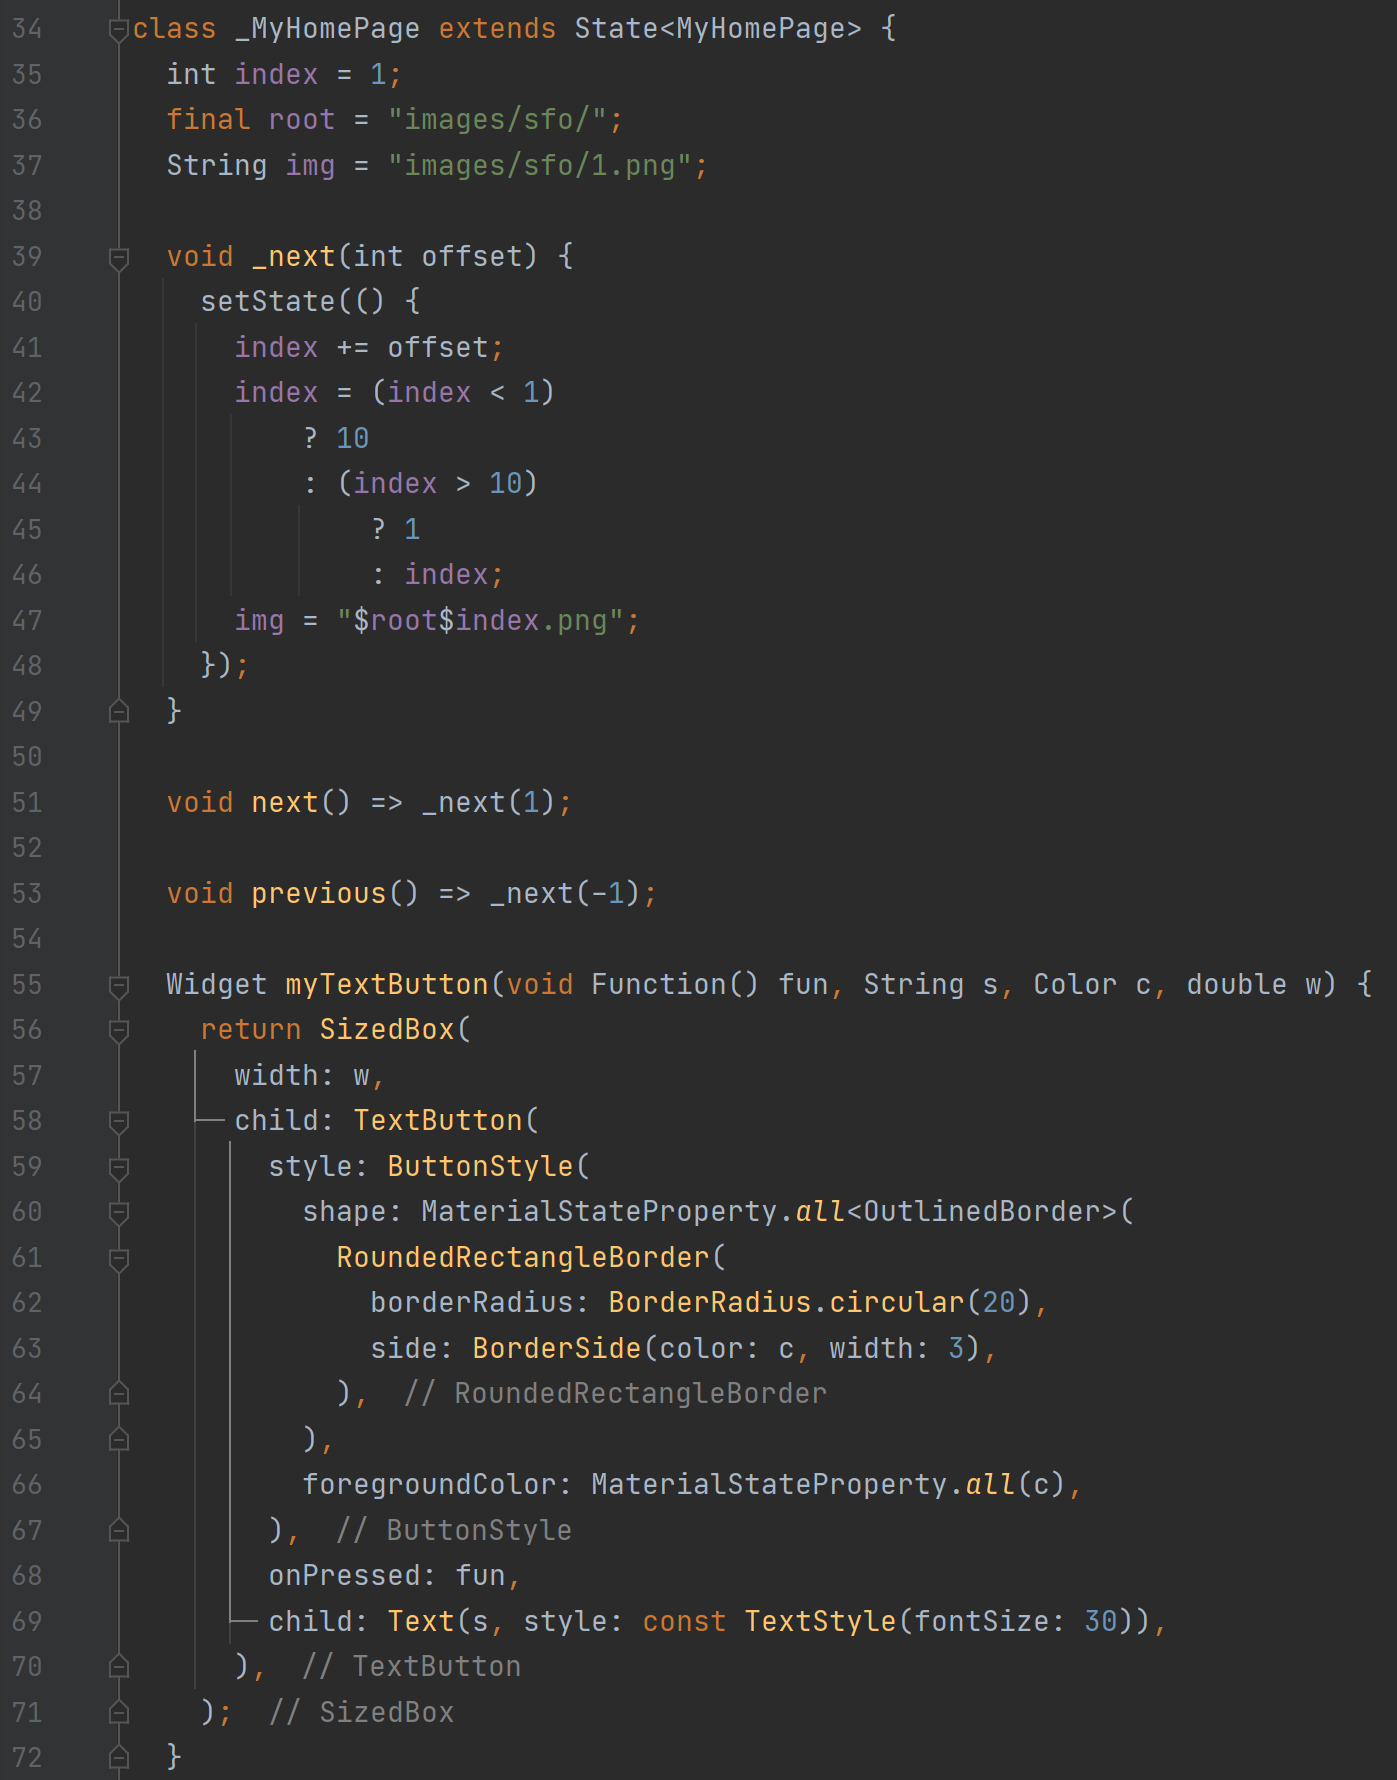 34 class _MyHomePage extends State<MyHomePage> {
35   int index = 1;
36   final root = "images/sfo/";
37   String img = "images/sfo/1.png";
38
39   void _next(int offset) {
40     setState(() {
41       index += offset;
42       index = (index < 1)
43           ? 10
44           : (index > 10)
45               ? 1
46               : index;
47       img = "$root$index.png";
48     });
49   }
50
51   void next() => _next(1);
52
53   void previous() => _next(-1);
54
55   Widget myTextButton(void Function() fun, String s, Color c, double w) {
56     return SizedBox(
57       width: w,
58       child: TextButton(
59         style: ButtonStyle(
60           shape: MaterialStateProperty.all<OutlinedBorder>(
61             RoundedRectangleBorder(
62               borderRadius: BorderRadius.circular(20),
63               side: BorderSide(color: c, width: 3),
64             ),  // RoundedRectangleBorder
65           ),
66           foregroundColor: MaterialStateProperty.all(c),
67         ),  // ButtonStyle
68         onPressed: fun,
69         child: Text(s, style: const TextStyle(fontSize: 30)),
70       ),  // TextButton
71     );  // SizedBox
72   }